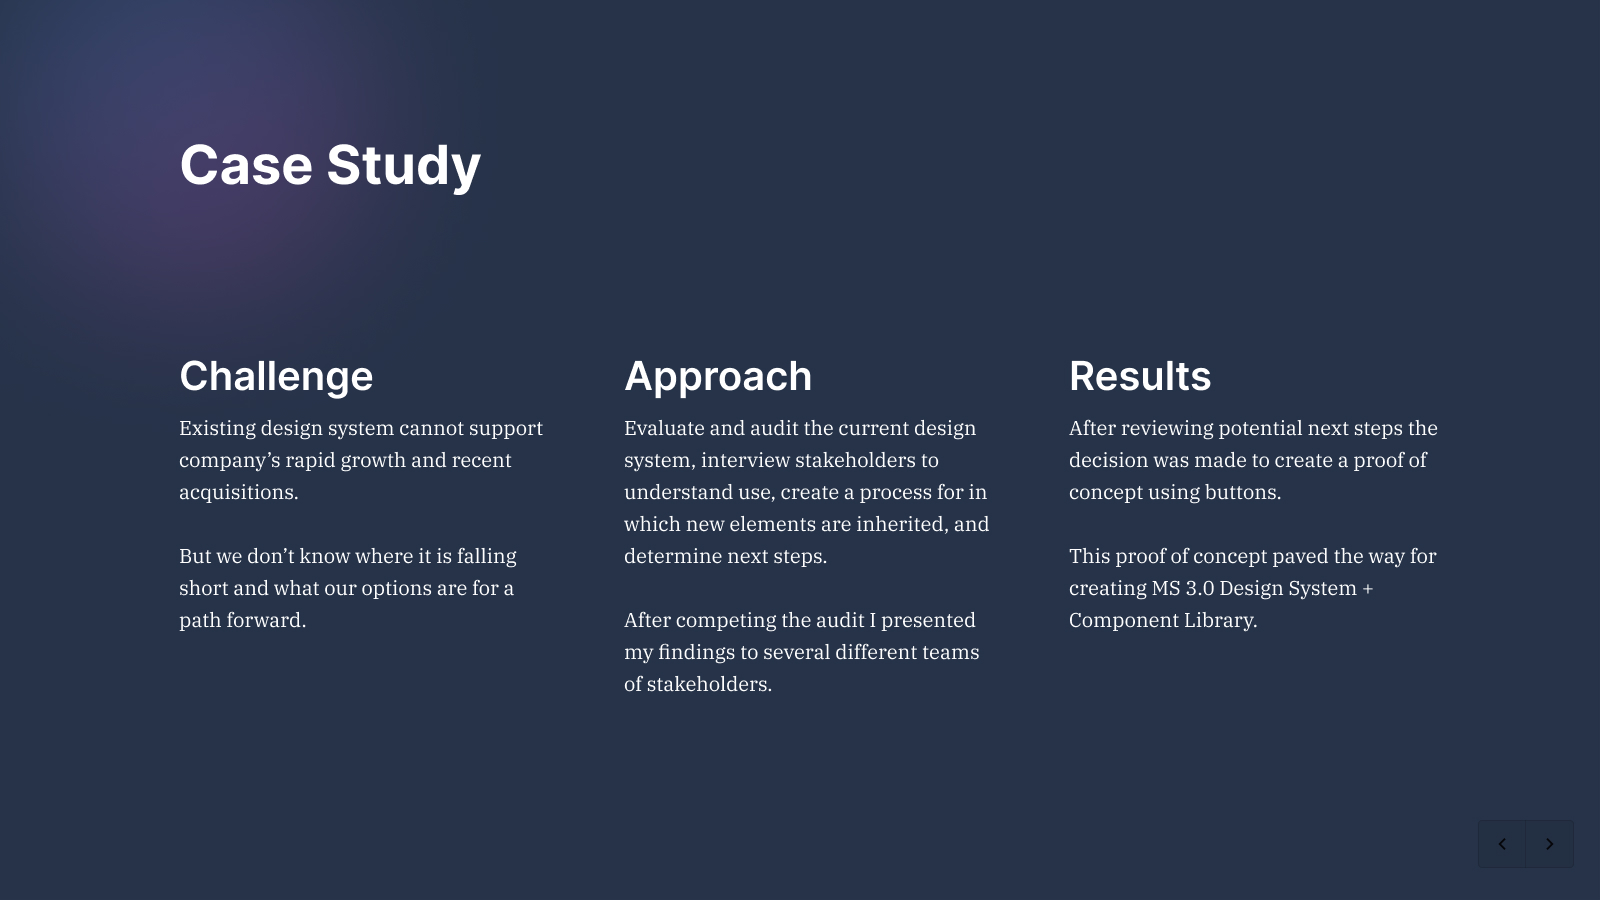 Case Study
Challenge
Existing design system cannot support
company’s rapid growth and recent
acquisitions.
But we don’t know where it is falling
short and what our options are for a
path forward.
Approach
Evaluate and audit the current design
system, interview stakeholders to
understand use, create a process for in
which new elements are inherited, and
determine next steps.
After competing the audit I presented
my findings to several different teams
of stakeholders.
Results
After reviewing potential next steps the
decision was made to create a proof of
concept using buttons.
This proof of concept paved the way for
creating MS 3.0 Design System +
Component Library.